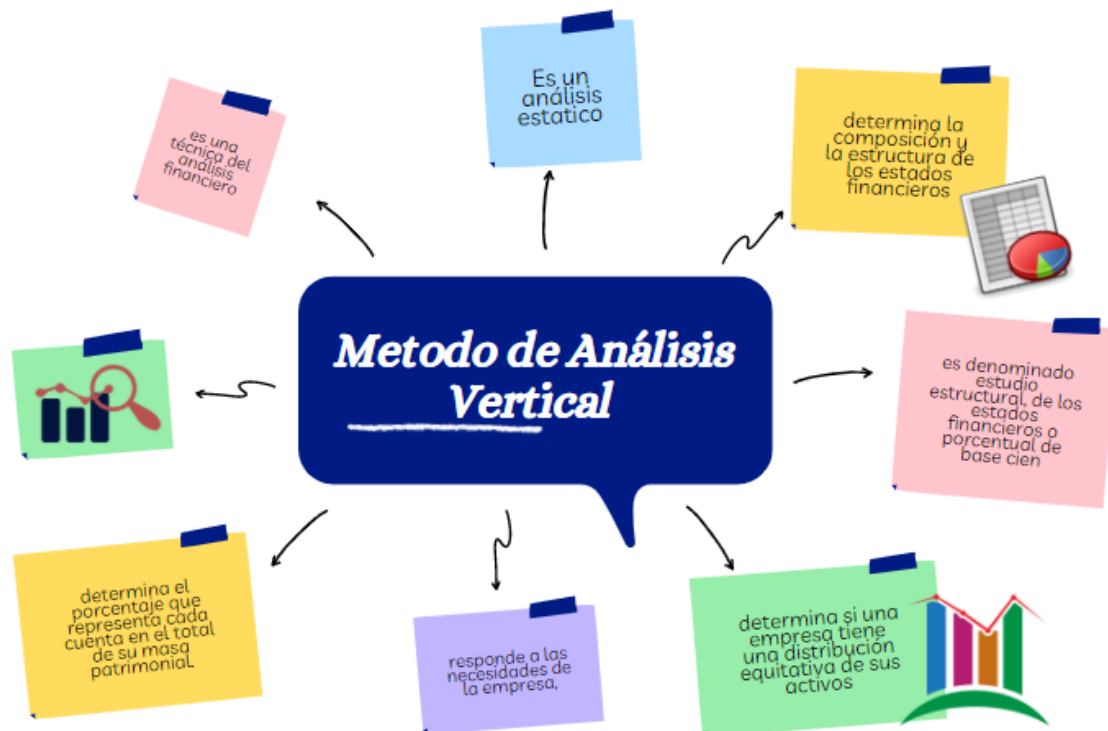 Es un
análisis
estatico
es una
técnica del
análisis
financiero
determina la
composición y
la estructura de
los estados
financieros
Metodo de Análisis
Vertical
es denominado
estudio
estructural, de los
estados
financieros o
porcentual de
base cien
determina el
porcentaje que
representa cada
cuenta en el total
de su masa
patrimonial.
responde a las
necesidades de
la empresa,
determina si una
empresa tiene
una distribución
equitativa de sus
activos